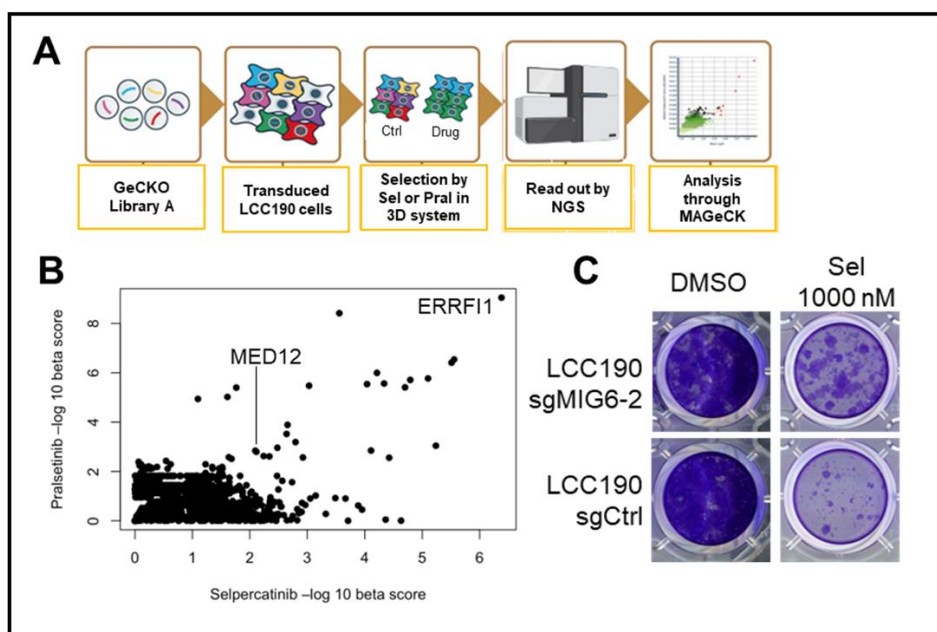 A
Ctrl
Drug
GeCKO
Library A
Transduced
LCC190 cells
Selection by
Sel or Pral in
3D system
Read out by
NGS
Analysis
through
MAGeCK
B
Pralsetinib –log 10 beta score
8
6
4
2
0
ERRFI1
MED12
0 1 2 3 4 5 6
Selpercatinib –log 10 beta score
C
DMSO
Sel
1000 nM
LCC190
sgMIG6-2
LCC190
sgCtrl